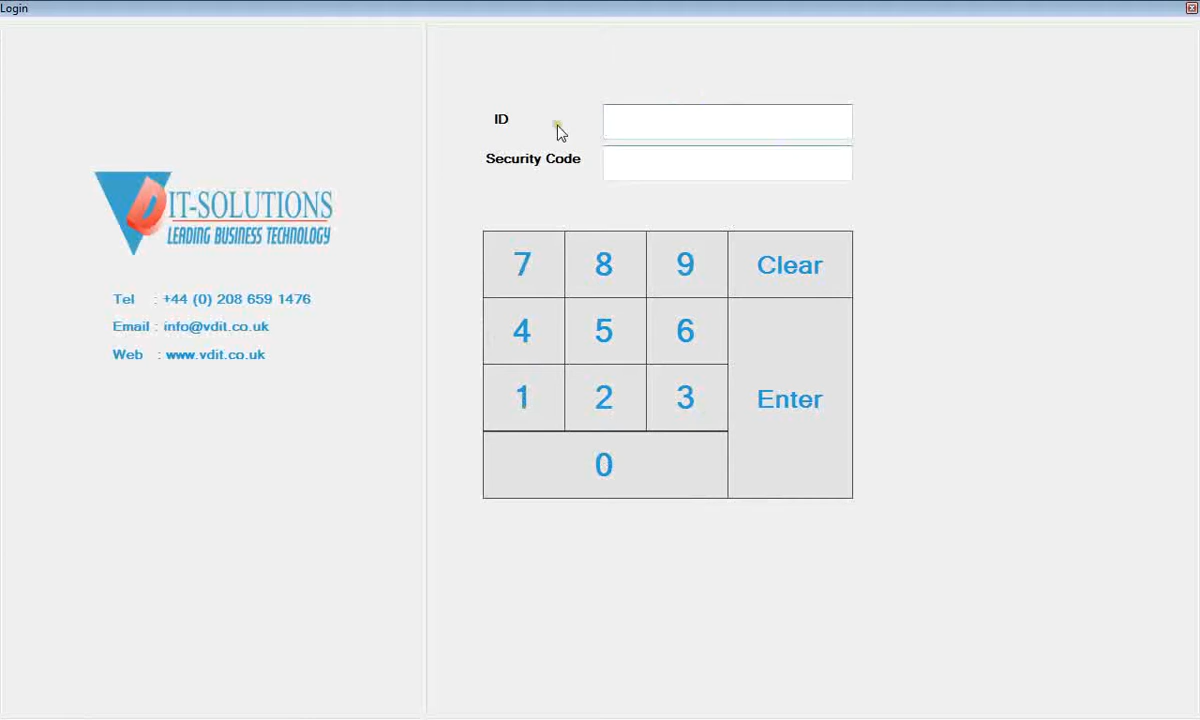 Login
ID
Security Code
D IT-SOLUTIONS
LEADING BUSINESS TECHNOLOGY
Tel : +44 (0) 208 659 1476
Email : info@vdit.co.uk
Web : www.vdit.co.uk
7 8 9 Clear
4 5 6
1 2 3 Enter
0